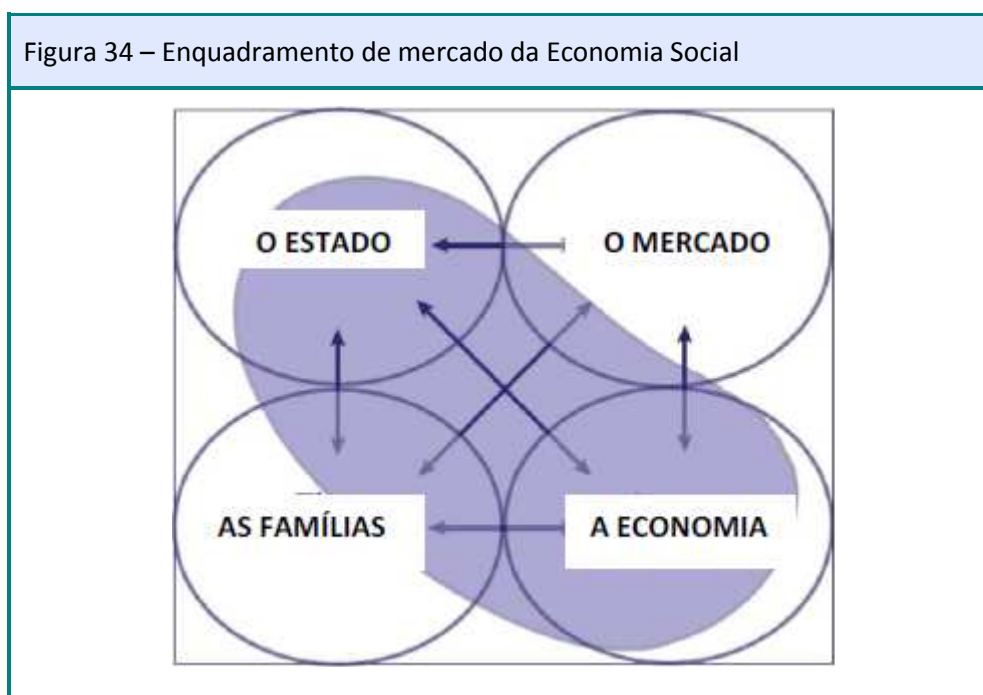 Figura 34 – Enquadramento de mercado da Economia Social
O ESTADO
O MERCADO
AS FAMÍLIAS
A ECONOMIA